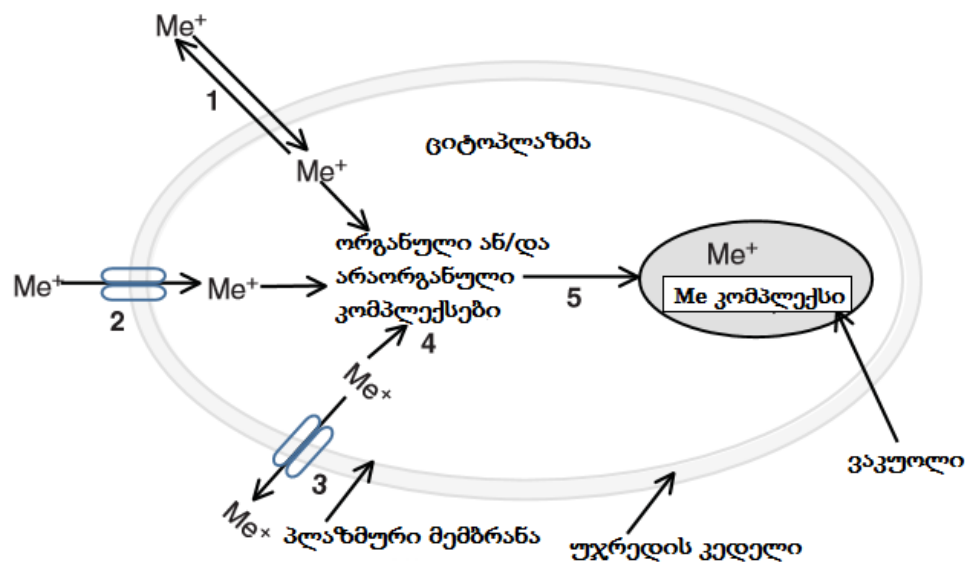 Me+
1
ციტოპლაზმა
Me+
ორგანული ან/და
არაორგანული
კომპლექსები
Me+
2
Me+
4
5
Me+
Me კომპლექსი
Me+
3
Me+
ვაკუოლი
პლაზმური მემბრანა
უჯრედის კედელი